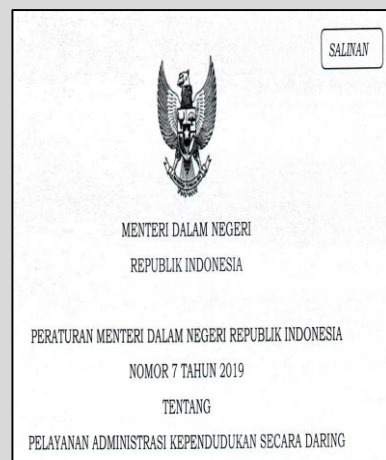 SALINAN
MENTERI DALAM NEGERI
REPUBLIK INDONESIA
PERATURAN MENTERI DALAM NEGERI REPUBLIK INDONESIA
NOMOR 7 TAHUN 2019
TENTANG
PELAYANAN ADMINISTRASI KEPENDUDUKAN SECARA DARING